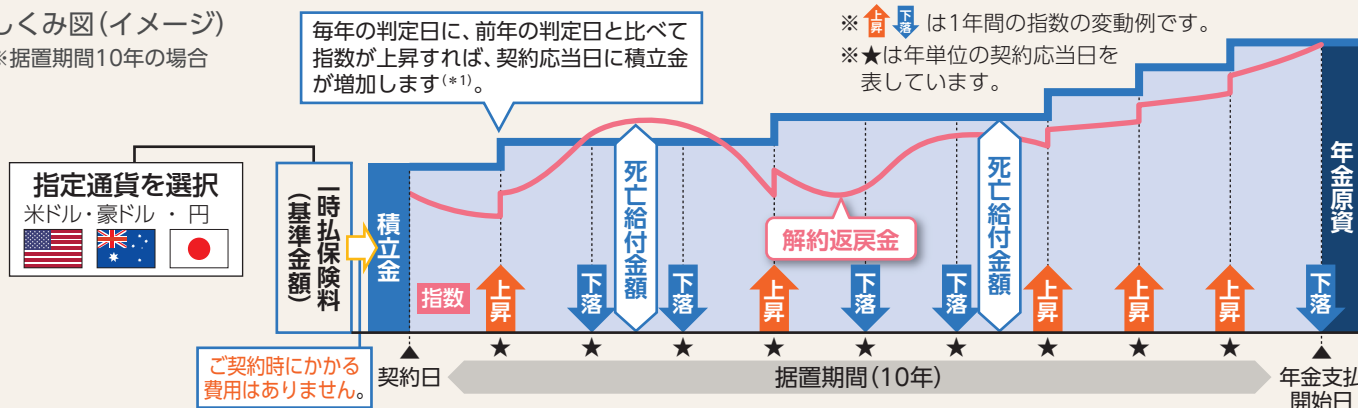 しくみ図(イメージ)
※据置期間10年の場合
毎年の判定日に、前年の判定日と比べて
指数が上昇すれば、契約応当日に積立金
が増加します(*1)。
※上昇 下落は1年間の指数の変動例です。
※★は年単位の契約応当日を
表しています。
指定通貨を選択
米ドル・豪ドル ・ 円
一時払保険料
(基準金額)
積立金
死亡給付金額
死亡給付金額
年金原資
解約返戻金
指数
上昇
下落
下落
上昇
下落
下落
上昇
上昇
上昇
下落
★ ★ ★ ★ ★ ★ ★ ★ ★
ご契約時にかかる
費用はありません。
▲
契約日
据置期間(10年)
▲
年金支払
開始日